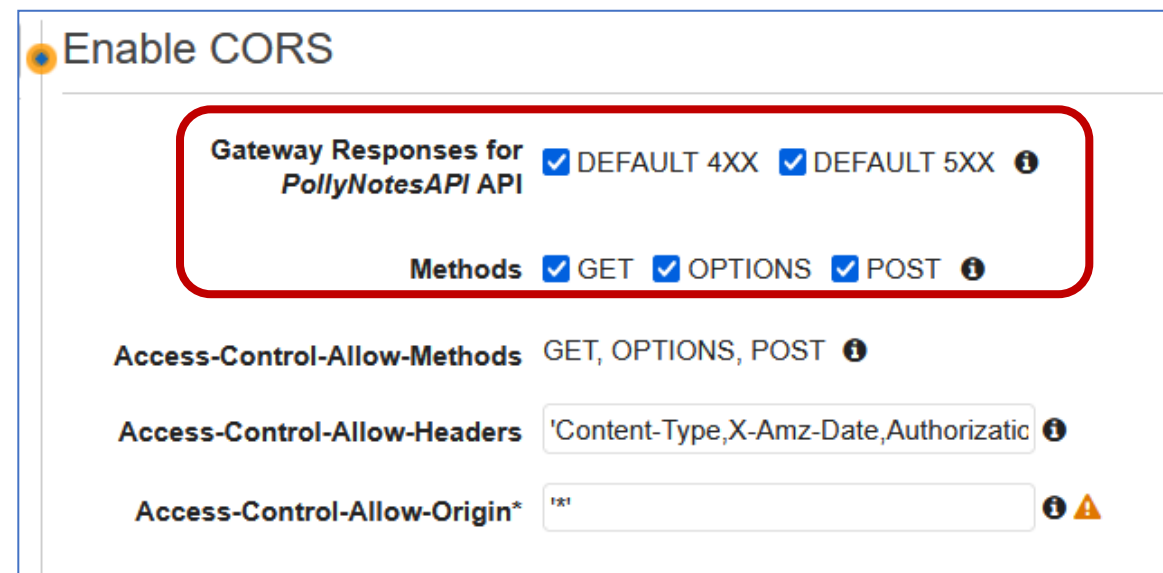 Enable CORS
Gateway Responses for
PollyNotesAPI API
DEFAULT 4XX DEFAULT 5XX
Methods GET OPTIONS POST
Access-Control-Allow-Methods GET, OPTIONS, POST
Access-Control-Allow-Headers 'Content-Type,X-Amz-Date,
Access-Control-Allow-Origin* '*'